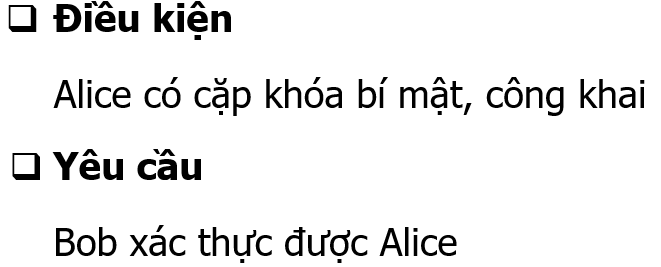 ❑ Điều kiện
Alice có cặp khóa bí mật, công khai
❑ Yêu cầu
Bob xác thực được Alice